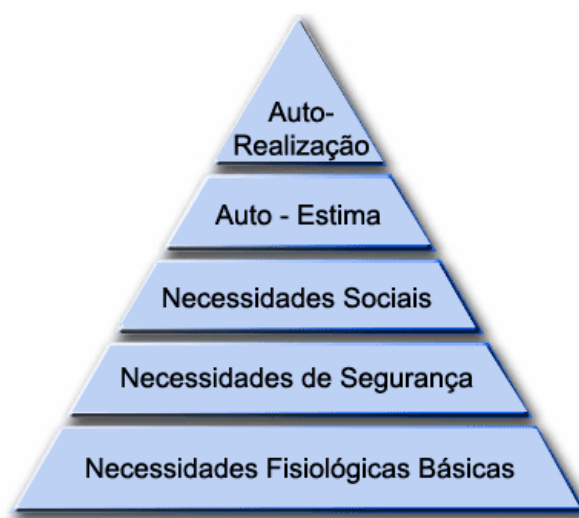 Auto-
Realização
Auto - Estima
Necessidades Sociais
Necessidades de Segurança
Necessidades Fisiológicas Básicas